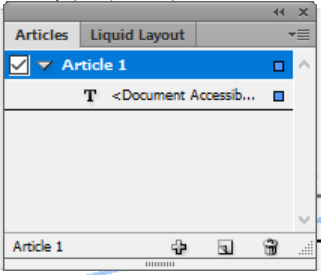 Articles Liquid Layout
Article 1
T <Document Accessib...
Article 1